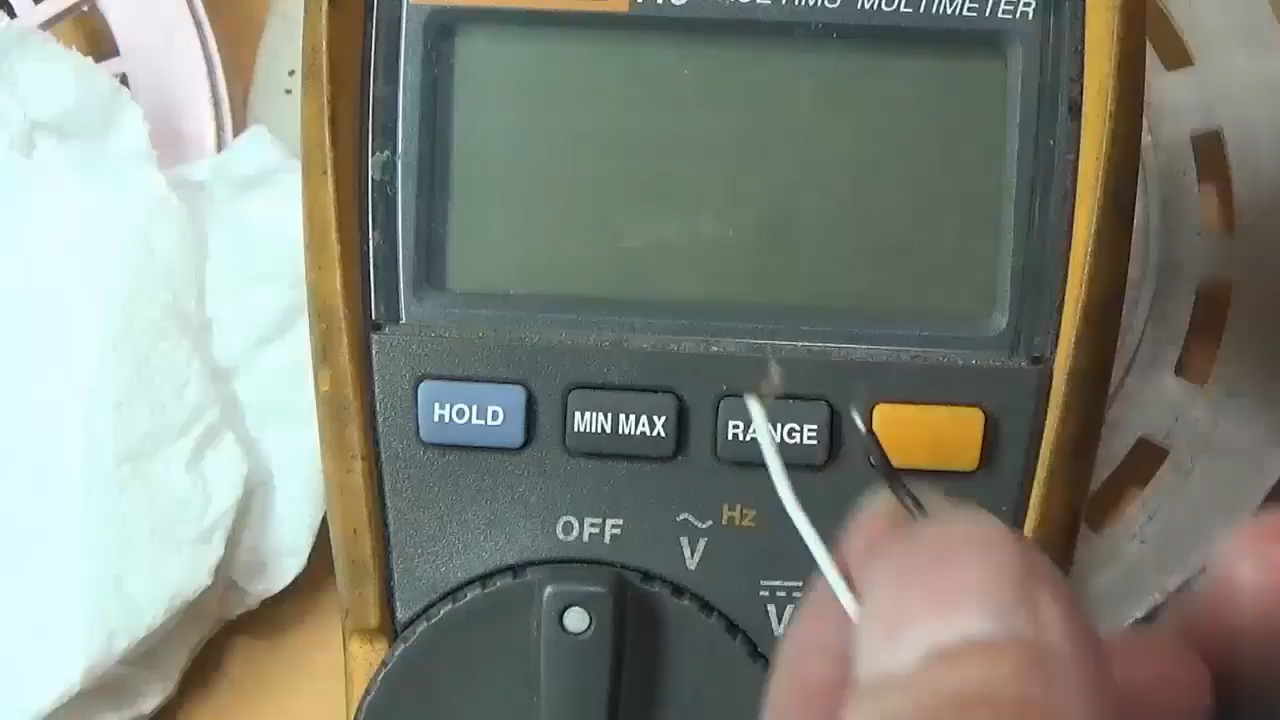 MULTIMETER
HOLD
MIN MAX
RANGE
OFF
Hz
V
V